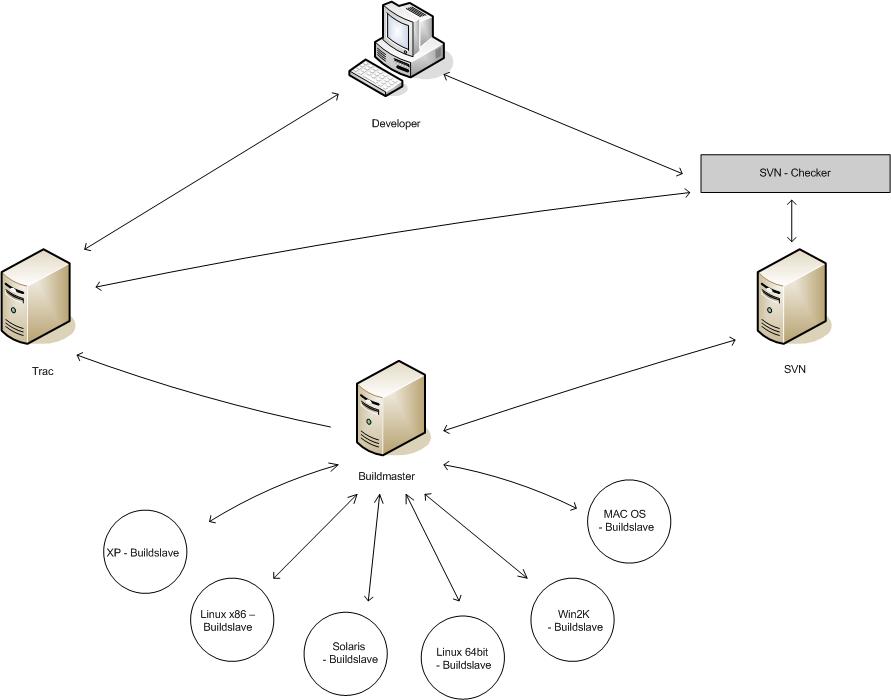 Developer
SVN - Checker
Trac
SVN
Buildmaster
MAC OS
- Buildslave
XP - Buildslave
Linux x86 –
Buildslave
Win2K
- Buildslave
Solaris
- Buildslave
Linux 64bit
- Buildslave